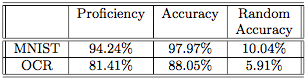 Proficiency Accuracy Random Accuracy
MNIST 94.24% 97.97% 10.04%
OCR 81.41% 88.05% 5.91%